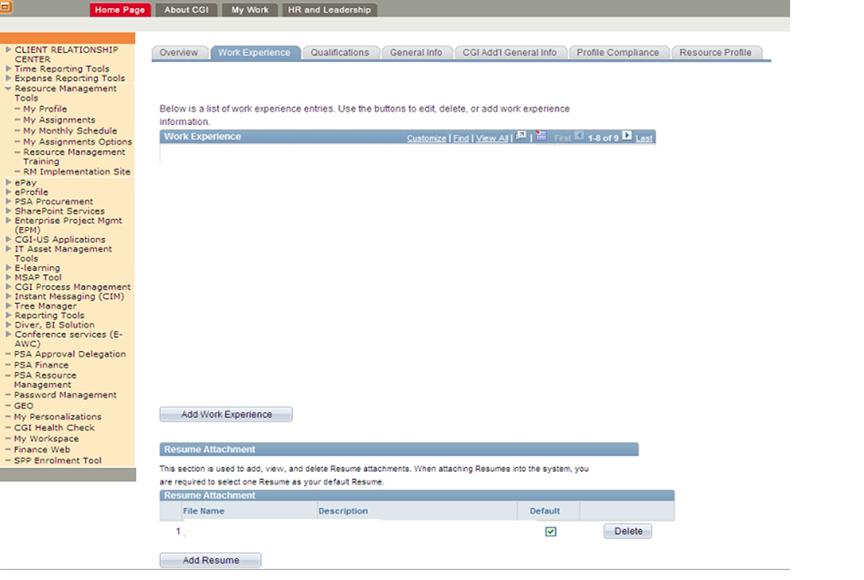 Home Page About CGI My Work HR and Leadership
CLIENT RELATIONSHIP
CENTER
Time Reporting Tools
Expense Reporting Tools
Resource Management
Tools
My Profile
My Assignments
My Monthly Schedule
My Assignments Options
Resource Management
Training
RM Implementation Site
ePay
eProfile
PSA Procurement
SharePoint Services
Enterprise Project Mgmt
(EPM)
CGI-US Applications
IT Asset Management
Tools
E-learning
MSAP Tool
CGI Process Management
Instant Messaging (CIM)
Tree Manager
Reporting Tools
Diver, BI Solution
Conference services (E-
AWC)
PSA Approval Delegation
PSA Finance
PSA Resource
Management
Password Management
GEO
My Personalizations
CGI Health Check
My Workspace
Finance Web
SPP Enrolment Tool
Overview Work Experience Qualifications General Info CGI Add'l General Info Profile Compliance Resource Profile
Below is a list of work experience entries. Use the buttons to edit, delete, or add work experience
information.
Work Experience Customize | Find | View All | | First 1-8 of 9 Last
Add Work Experience
Resume Attachment
This section is used to add, view, and delete Resume attachments. When attaching Resumes into the system, you
are required to select one Resume as your default Resume.
Resume Attachment
File Name Description Default
1 Delete
Add Resume